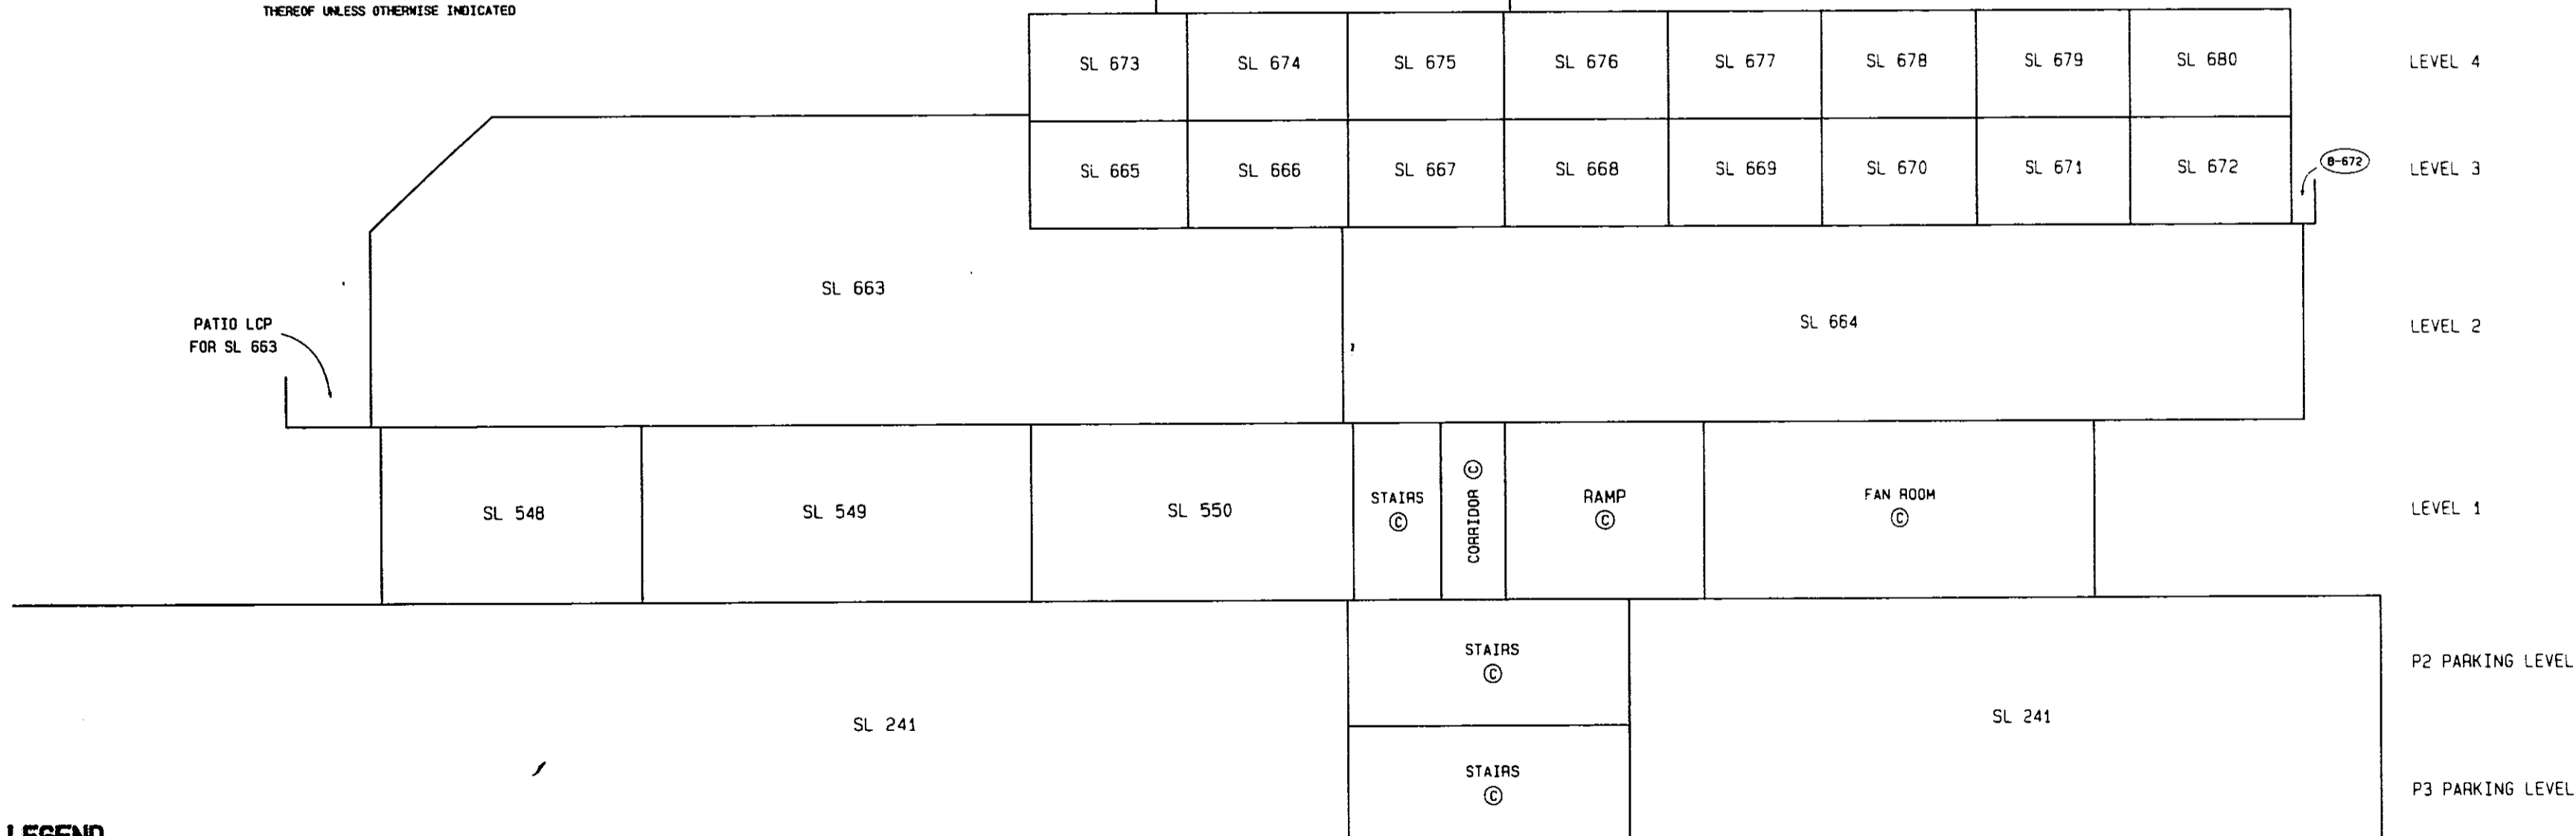 THEREOF UNLESS OTHERWISE INDICATED
SL 673 SL 674 SL 675 SL 676 SL 677 SL 678 SL 679 SL 680 LEVEL 4
SL 665 SL 666 SL 667 SL 668 SL 669 SL 670 SL 671 SL 672 B-672 LEVEL 3
SL 663
SL 664 LEVEL 2
PATIO LCP
FOR SL 663
SL 548 SL 549 SL 550 STAIRS CORRIDOR © RAMP FAN ROOM LEVEL 1
© © ©
STAIRS P2 PARKING LEVEL
©
SL 241 SL 241
STAIRS P3 PARKING LEVEL
©
LEGEND